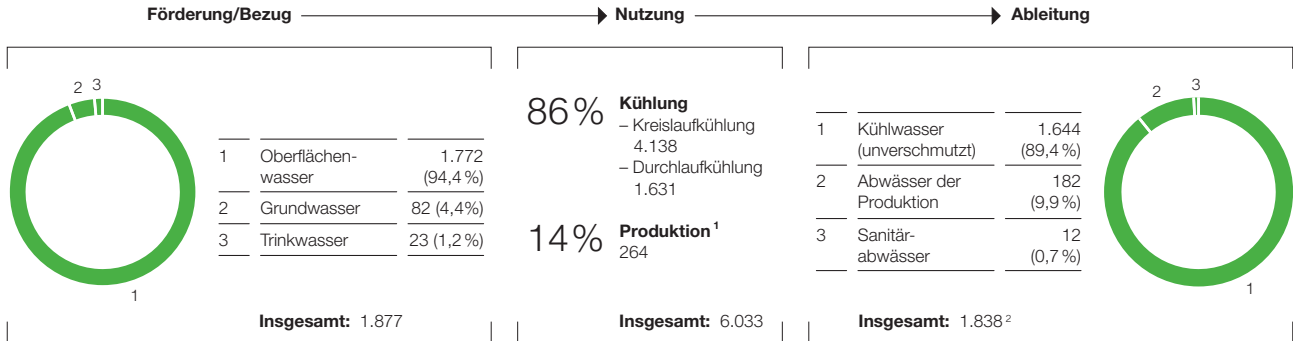 Förderung/Bezug
Nutzung
Ableitung
2 3
1
1 Oberflächen-
wasser
1.772
(94,4 %)
2 Grundwasser 82 (4,4%)
3 Trinkwasser 23 (1,2 %)
Insgesamt: 1.877
86 % Kühlung
– Kreislaufkühlung
4.138
– Durchlaufkühlung
1.631
14 % Produktion ¹
264
Insgesamt: 6.033
1 Kühlwasser 1.644
(unverschmutzt) (89,4 %)
2 Abwässer der 182
Produktion (9,9 %)
3 Sanitär- 12
abwässer (0,7 %)
2 3
1
Insgesamt: 1.838 ²